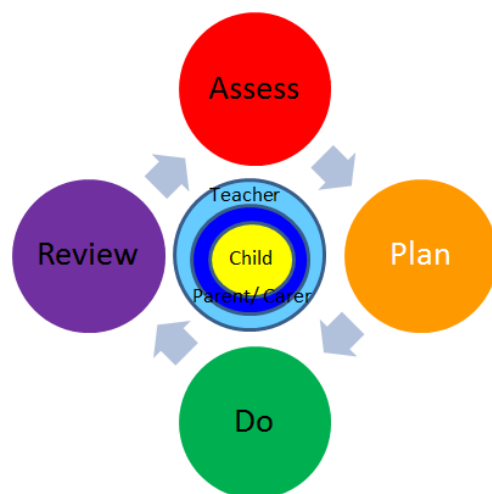 Assess
Teacher
Review
Child
Plan
Parent/ Carer
Do